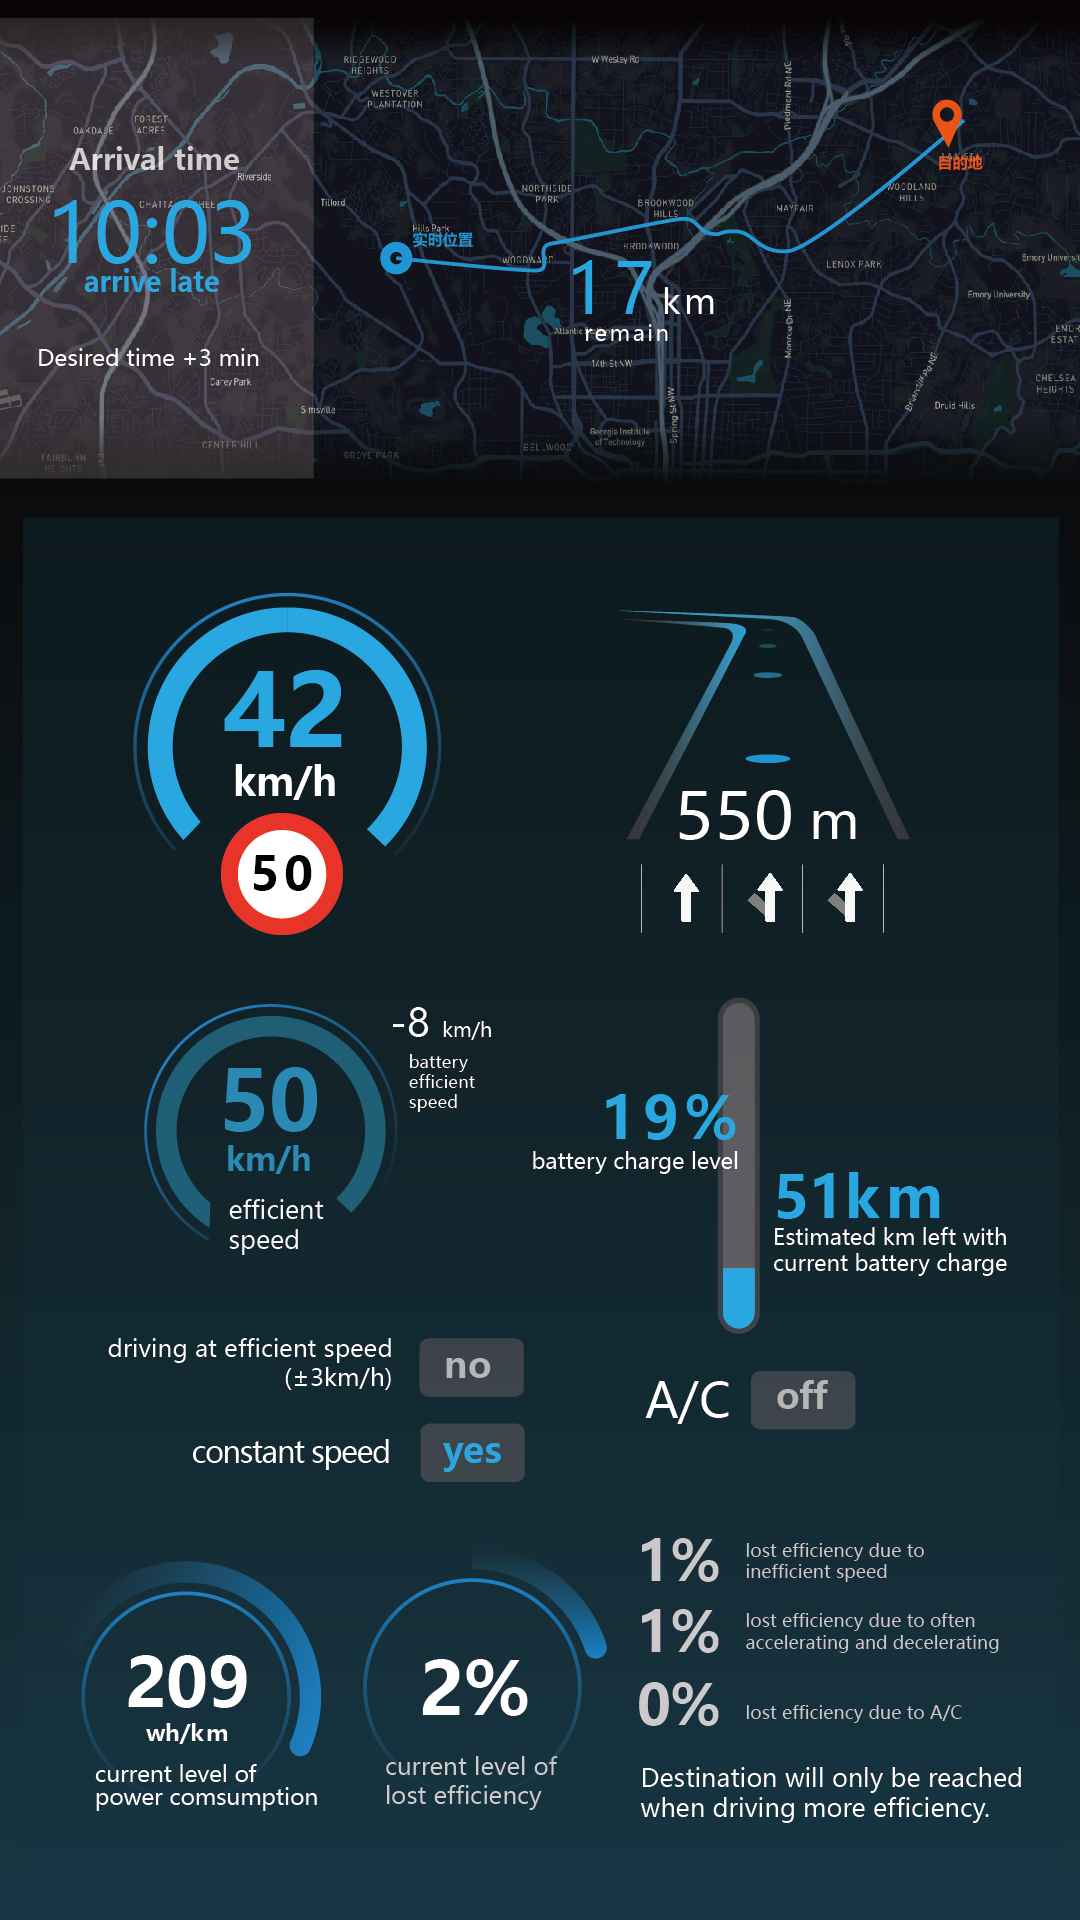 RIDGEWOOD
HEIGHTS
W Wesley Rd
WESTOVER
PLANTATION
Piedmont Rd NE
OAKDALE
FOREST
ACRES
Arrival time
Riverside
JOHNSTONS
CROSSING
10:03
arrive late
Desired time +3 min
Carey Park
CENTER HILL
FAIRBURN
HEIGHTS
目的地
NORTHSIDE
PARK
WOODLAND
HILLS
Tilford
BROOKWOOD
HILLS
MAYFAIR
Hills Park
实时位置
BROOKWOOD
WOODWARD
LENOX PARK
Emory University
17 km
remain
Emory University
Monroe Dr NE
14th St NW
Briarcliff Rd NE
CHELSEA
HEIGHTS
Simsville
Druid Hills
Spring St NW
Georgia Institute
of Technology
BELLWOOD
GROVE PARK
42
km/h
50
550 m
50
km/h
efficient
speed
-8 km/h
battery
efficient
speed
19%
battery charge level
51km
Estimated km left with
current battery charge
driving at efficient speed
(±3km/h)
no
constant speed
yes
A/C off
209
wh/km
current level of
power comsumption
2%
current level of
lost efficiency
1% lost efficiency due to
inefficient speed
1% lost efficiency due to often
accelerating and decelerating
0% lost efficiency due to A/C
Destination will only be reached
when driving more efficiency.